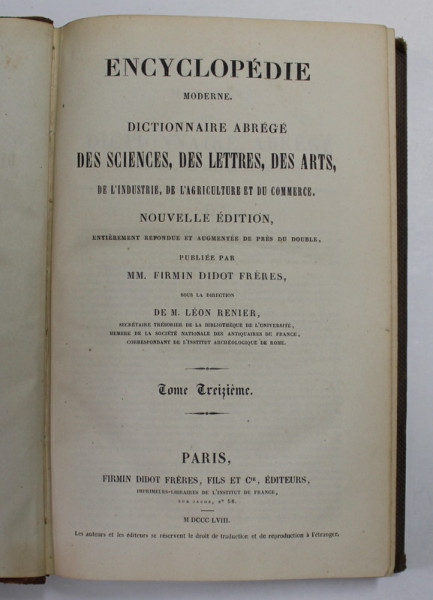 ENCYCLOPÉDIE
MODERNE.
DICTIONNAIRE ABRÉGÉ
DES SCIENCES, DES LETTRES, DES ARTS,
DE L'INDUSTRIE, DE L'AGRICULTURE ET DU COMMERCE.
NOUVELLE ÉDITION,
ENTIÈREMENT REFONDUE ET AUGMENTÉE DE PRÈS DU DOUBLE,
PUBLIÉE PAR
MM. FIRMIN DIDOT FRÈRES,
SOUS LA DIRECTION
DE M. LÉON RENIER,
SECRÉTAIRE TRÉSORIER DE LA BIBLIOTHÈQUE DE L'UNIVERSITÉ,
MEMBRE DE LA SOCIÉTÉ NATIONALE DES ANTIQUAIRES DE FRANCE,
CORRESPONDANT DE L'INSTITUT ARCHÉOLOGIQUE DE ROME.
Tome Treizième.
PARIS,
FIRMIN DIDOT FRÈRES, FILS ET Cie, ÉDITEURS,
IMPRIMEURS-LIBRAIRES DE L'INSTITUT DE FRANCE,
RUE JACOB, N° 56.
M DCCC LVIII.
Les auteurs et les éditeurs se réservent le droit de traduction et de reproduction à l'étranger.